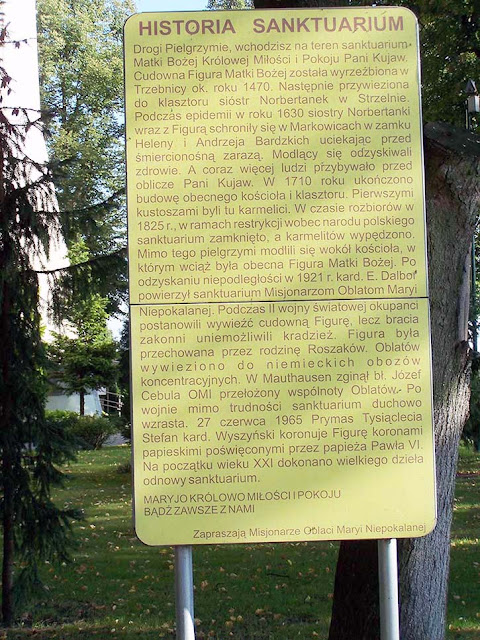 HISTORIA SANKTUARIUM
Drogi Pielgrzymie, wchodzisz na teren sanktuarium
Matki Bożej Królowej Miłości i Pokoju Pani Kujaw.
Cudowna Figura Matki Bożej została wyrzeźbiona w
Trzebnicy ok. roku 1470. Następnie przywieziona
do klasztoru sióstr Norbertanek w Strzelnie.
Podczas epidemii w roku 1630 siostry Norbertanki
wraz z Figurą schroniły się w Markowicach w zamku
Heleny i Andrzeja Bardzkich uciekając przed
śmiercionośną zarazą. Modlący się odzyskiwali
zdrowie. A coraz więcej ludzi przybywało przed
oblicze Pani Kujaw. W 1710 roku ukończono
budowę obecnego kościoła i klasztoru. Pierwszymi
kustoszami byli tu karmelici. W czasie rozbiorów w
1825 r., w ramach restrykcji wobec narodu polskiego
sanktuarium zamknięto, a karmelitów wypędzono.
Mimo tego pielgrzymi modlili się wokół kościoła, w
którym wciąż była obecna Figura Matki Bożej. Po
odzyskaniu niepodległości w 1921 r. kard. E. Dalbor
powierzył sanktuarium Misjonarzom Oblatom Maryi
Niepokalanej. Podczas II wojny światowej okupanci
postanowili wywieźć cudowną Figurę, lecz bracia
zakonni uniemożliwili kradzież. Figura była
przechowana przez rodzinę Roszaków. Oblatów
wywieziono do niemieckich obozów
koncentracyjnych. W Mauthausen zginął bł. Józef
Cebula OMI przełożony wspólnoty Oblatów. Po
wojnie mimo trudności sanktuarium duchowo
wzrasta. 27 czerwca 1965 Prymas Tysiąclecia
Stefan kard. Wyszyński koronuje Figurę koronami
papieskimi poświęconymi przez papieża Pawła VI.
Na początku wieku XXI dokonano wielkiego dzieła
odnowy sanktuarium.
MARYJO KRÓLOWO MIŁOŚCI I POKOJU
BĄDŹ ZAWSZE Z NAMI
Zapraszają Misjonarze Oblaci Maryi Niepokalanej